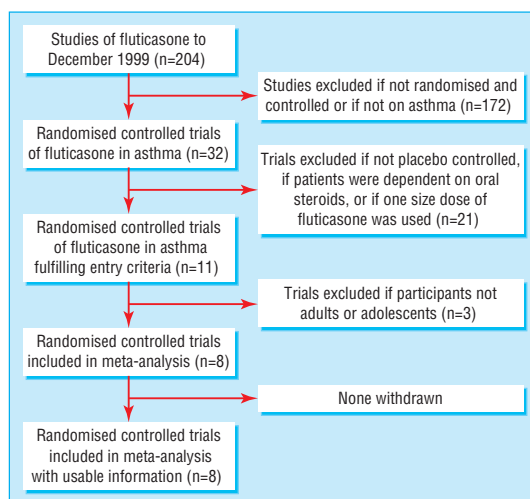 Studies of fluticasone to
December 1999 (n=204)
Studies excluded if not randomised and
controlled or if not on asthma (n=172)
Randomised controlled trials
of fluticasone in asthma (n=32)
Trials excluded if not placebo controlled,
if patients were dependent on oral
steroids, or if one size dose of
fluticasone was used (n=21)
Randomised controlled trials
of fluticasone in asthma
fulfilling entry criteria (n=11)
Trials excluded if participants not
adults or adolescents (n=3)
Randomised controlled trials
included in meta-analysis (n=8)
None withdrawn
Randomised controlled trials
included in meta-analysis
with usable information (n=8)